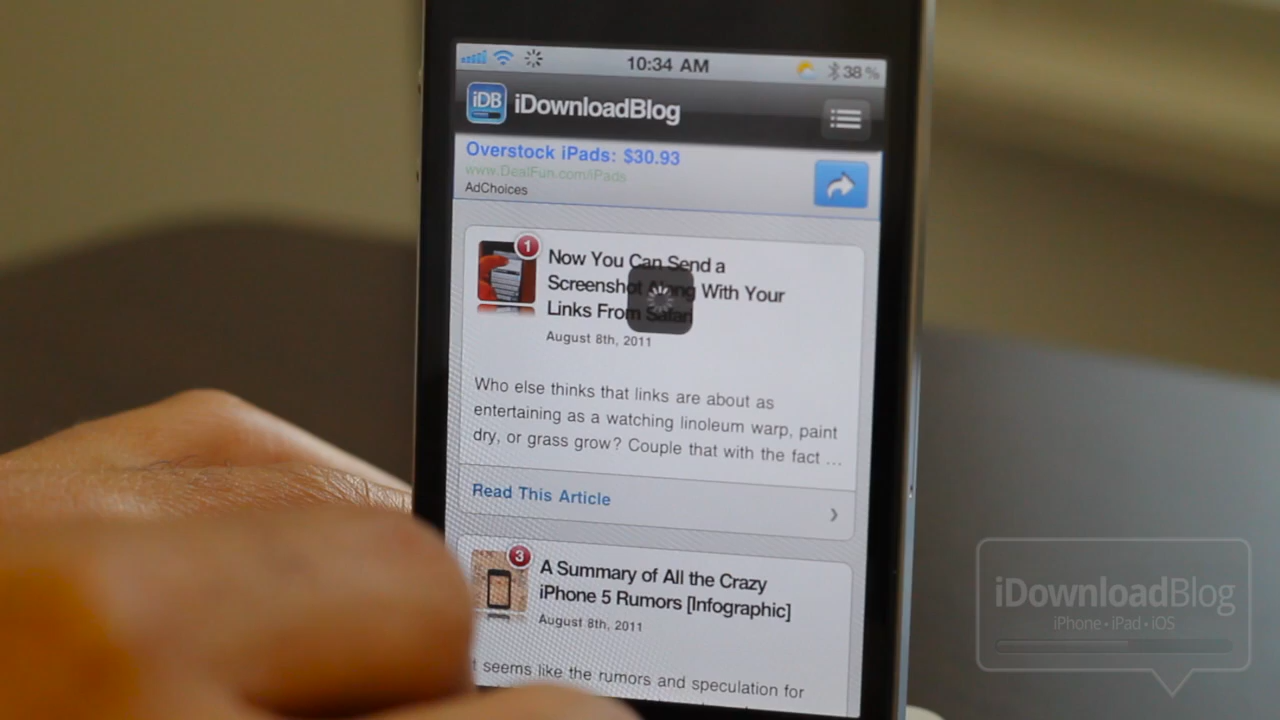 10:34 AM
38 %
iDB
iDownloadBlog
Overstock iPads: $30.93
www.DealFun.com/iPads
AdChoices
1
Now You Can Send a
Screenshot Along With Your
Links From Safari
August 8th, 2011
Who else thinks that links are about as
entertaining as a watching linoleum warp, paint
dry, or grass grow? Couple that with the fact ...
Read This Article
3
A Summary of All the Crazy
iPhone 5 Rumors [Infographic]
August 8th, 2011
t seems like the rumors and speculation for
iDownloadBlog
iPhone • iPad • iOS